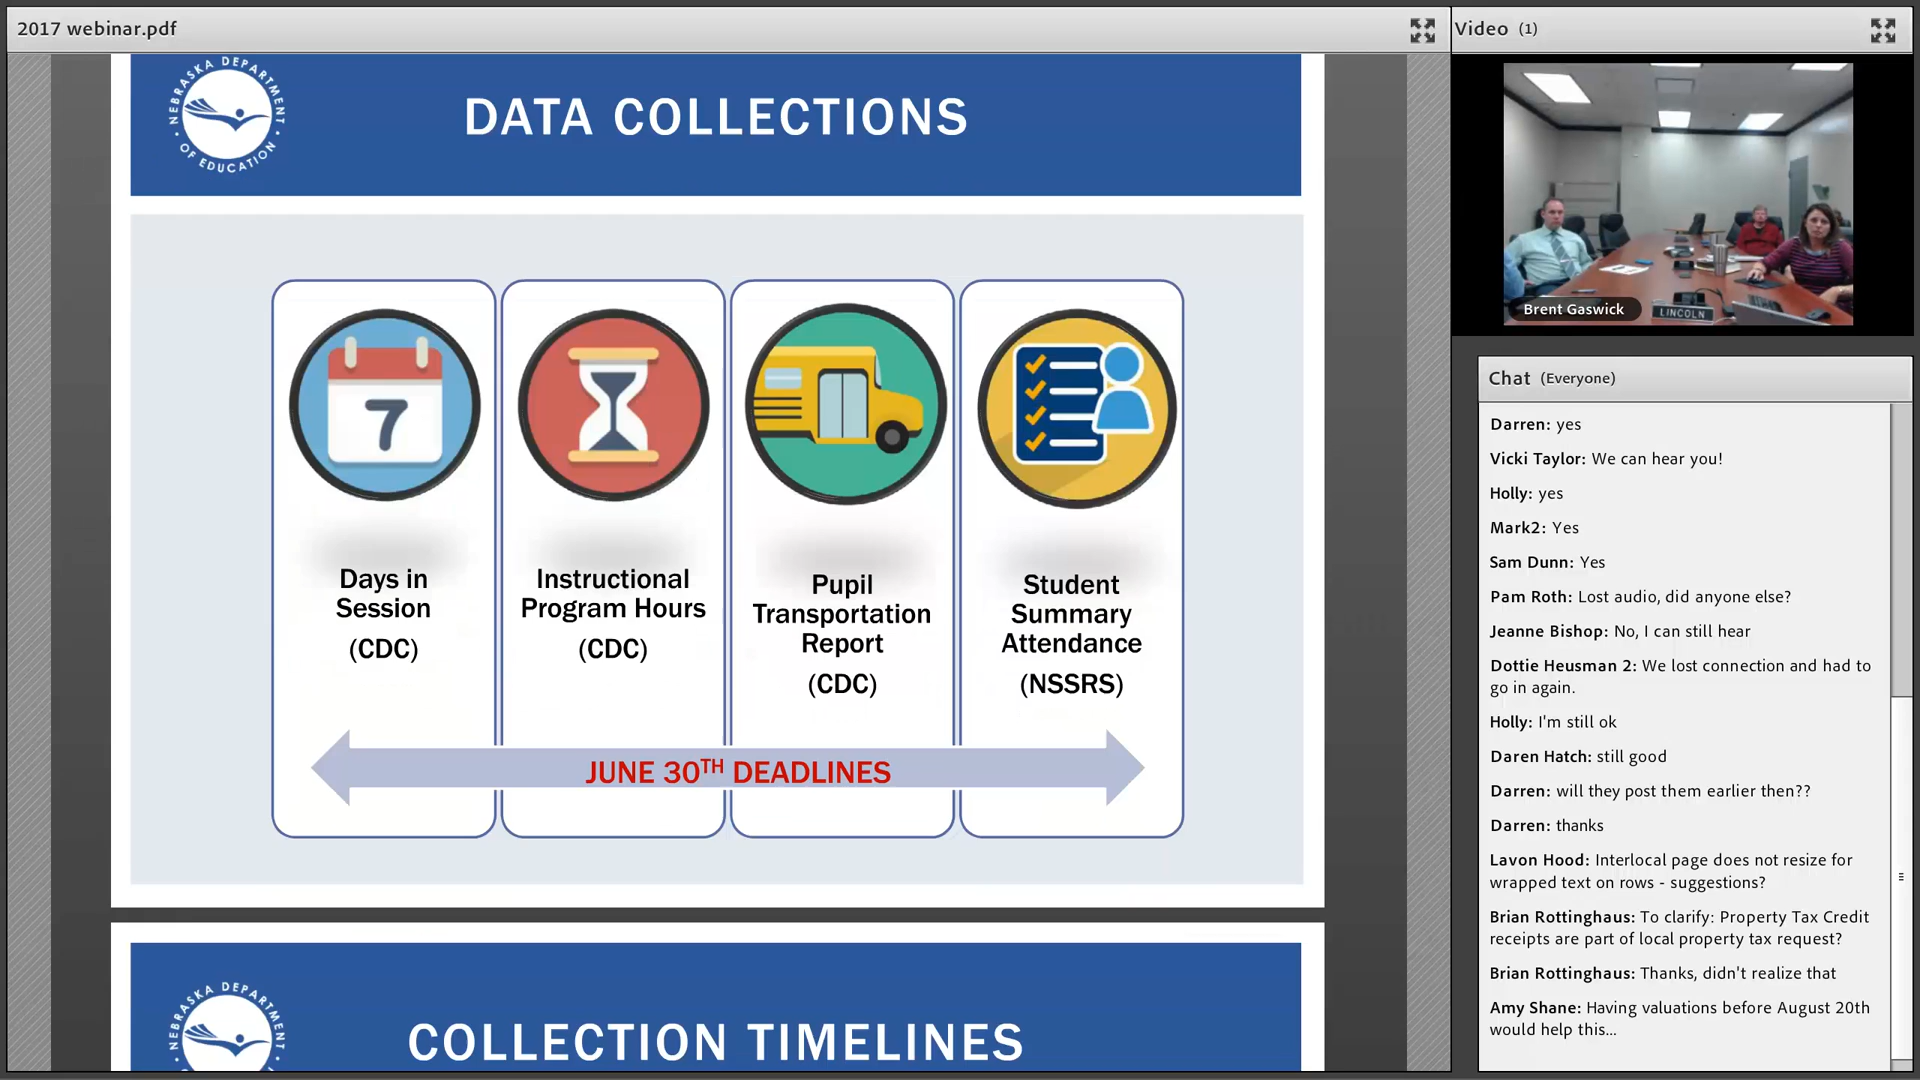 2017 webinar.pdf
NEBRASKA DEPARTMENT
OF EDUCATION
DATA COLLECTIONS
7
Days in
Session
(CDC)
Instructional
Program Hours
(CDC)
Pupil
Transportation
Report
(CDC)
Student
Summary
Attendance
(NSSRS)
JUNE 30TH DEADLINES
NEBRASKA DEPARTMENT
COLLECTION TIMELINES
Video (1)
Brent Gaswick
LINCOLN
Chat (Everyone)
Darren: yes
Vicki Taylor: We can hear you!
Holly: yes
Mark2: Yes
Sam Dunn: Yes
Pam Roth: Lost audio, did anyone else?
Jeanne Bishop: No, I can still hear
Dottie Heusman 2: We lost connection and had to
go in again.
Holly: I'm still ok
Daren Hatch: still good
Darren: will they post them earlier then??
Darren: thanks
Lavon Hood: Interlocal page does not resize for
wrapped text on rows - suggestions?
Brian Rottinghaus: To clarify: Property Tax Credit
receipts are part of local property tax request?
Brian Rottinghaus: Thanks, didn't realize that
Amy Shane: Having valuations before August 20th
would help this...